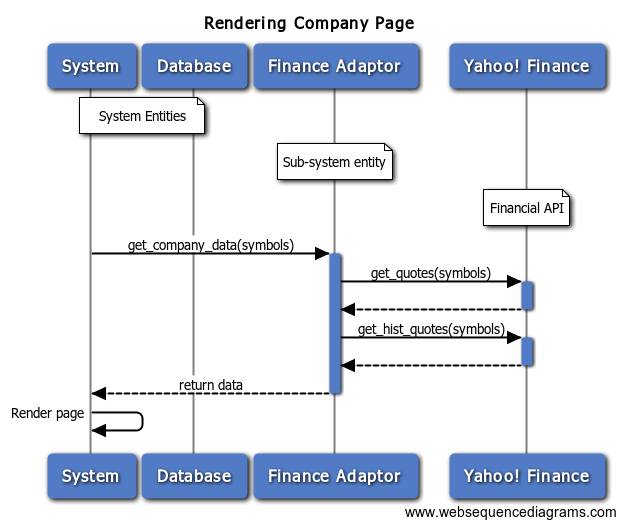 Rendering Company Page
System
Database
Finance Adaptor
Yahoo! Finance
System Entities
Sub-system entity
Financial API
get_company_data(symbols)
get_quotes(symbols)
get_hist_quotes(symbols)
return data
Render page
System
Database
Finance Adaptor
Yahoo! Finance
www.websequencediagrams.com